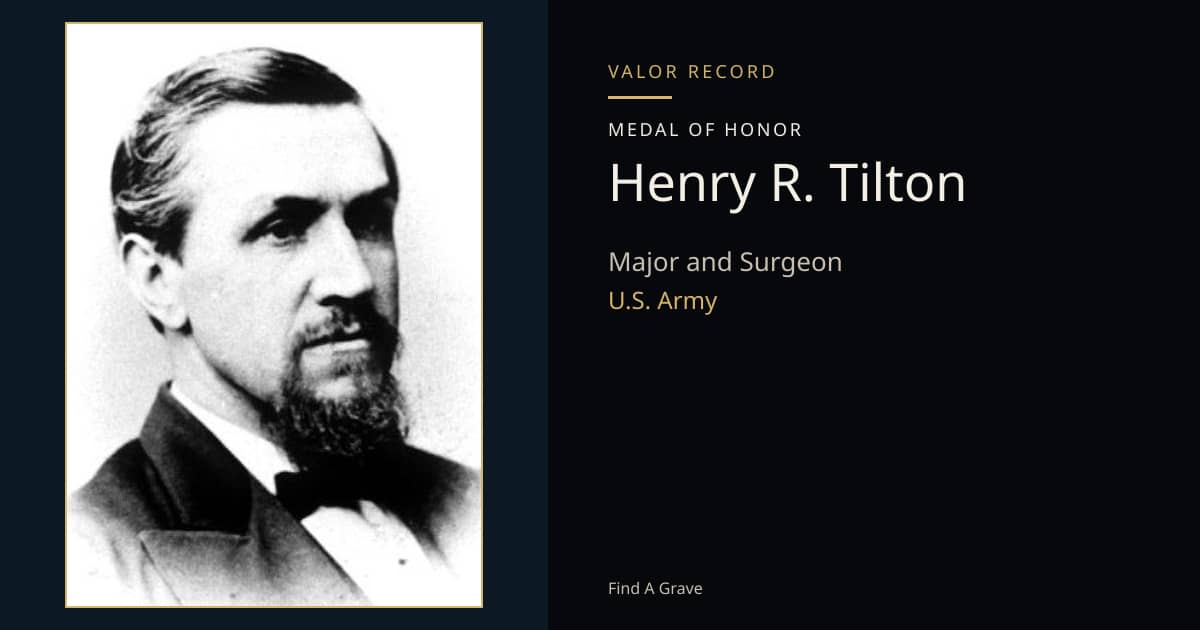 VALOR RECORD
MEDAL OF HONOR
Henry R. Tilton
Major and Surgeon
U.S. Army
Find A Grave